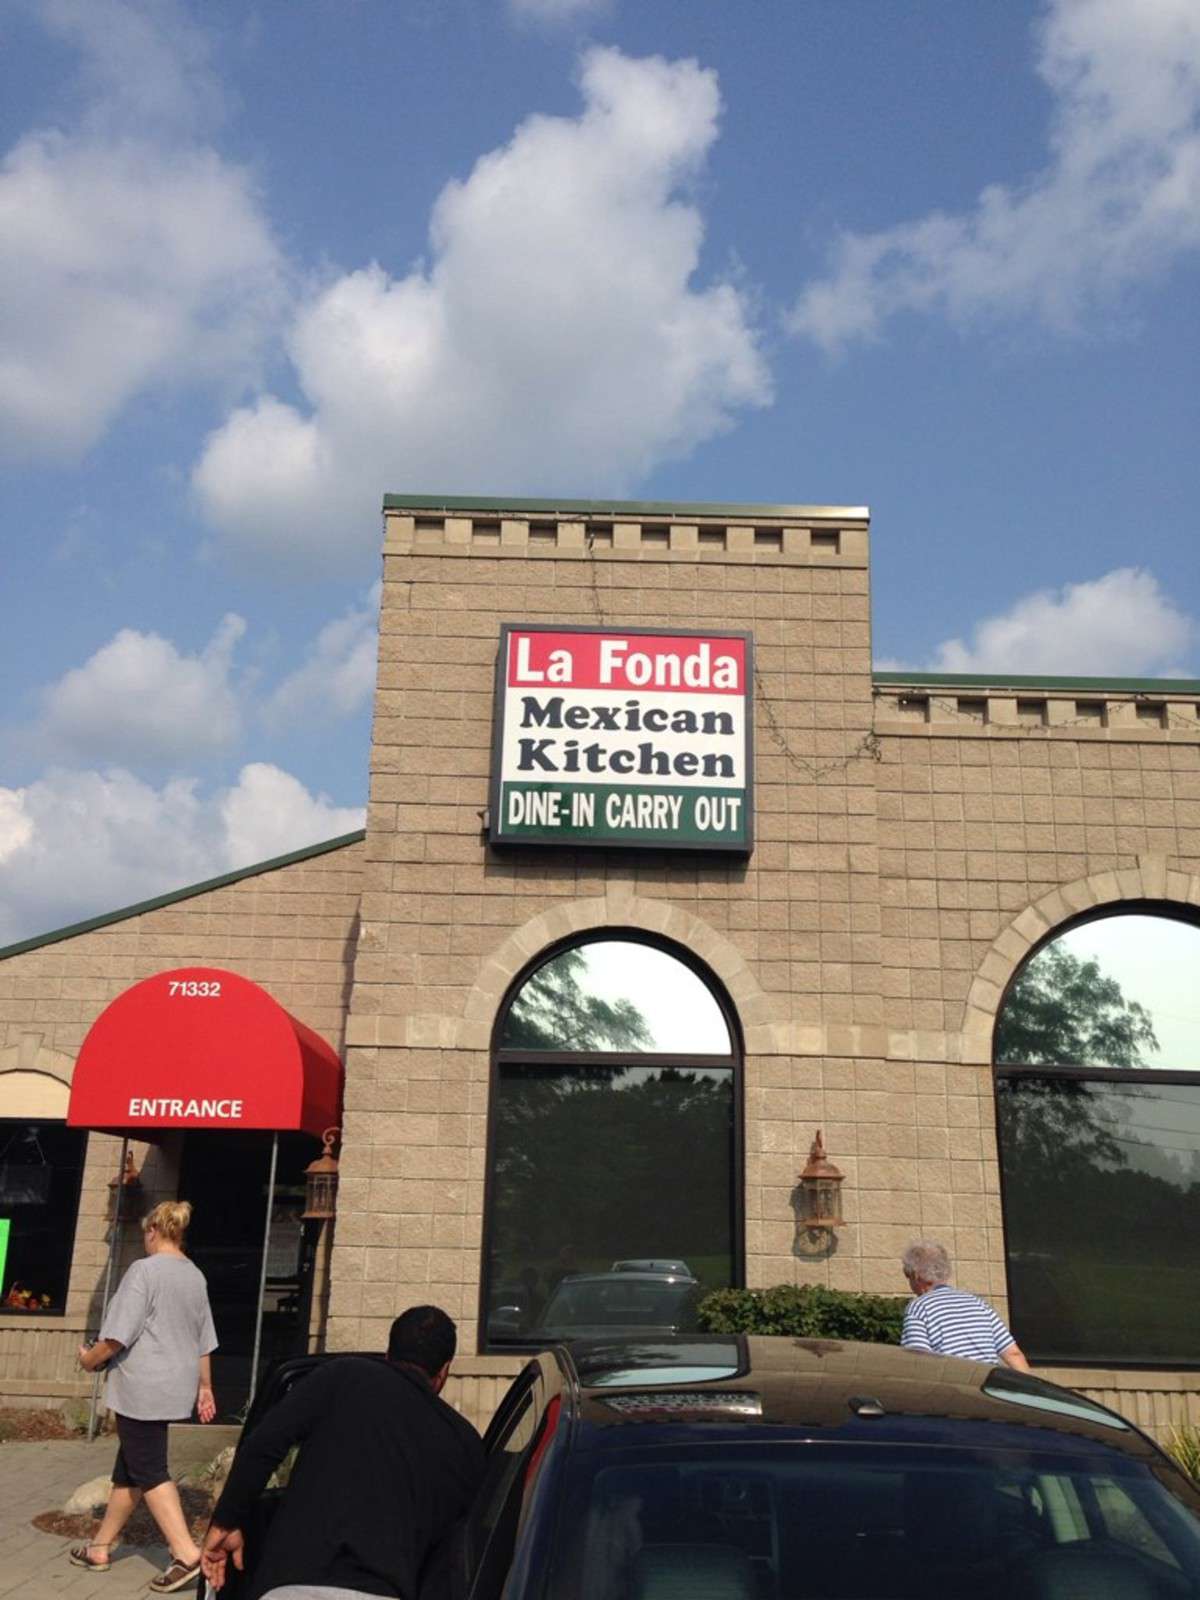 La Fonda
Mexican
Kitchen
DINE-IN CARRY OUT
71332
ENTRANCE